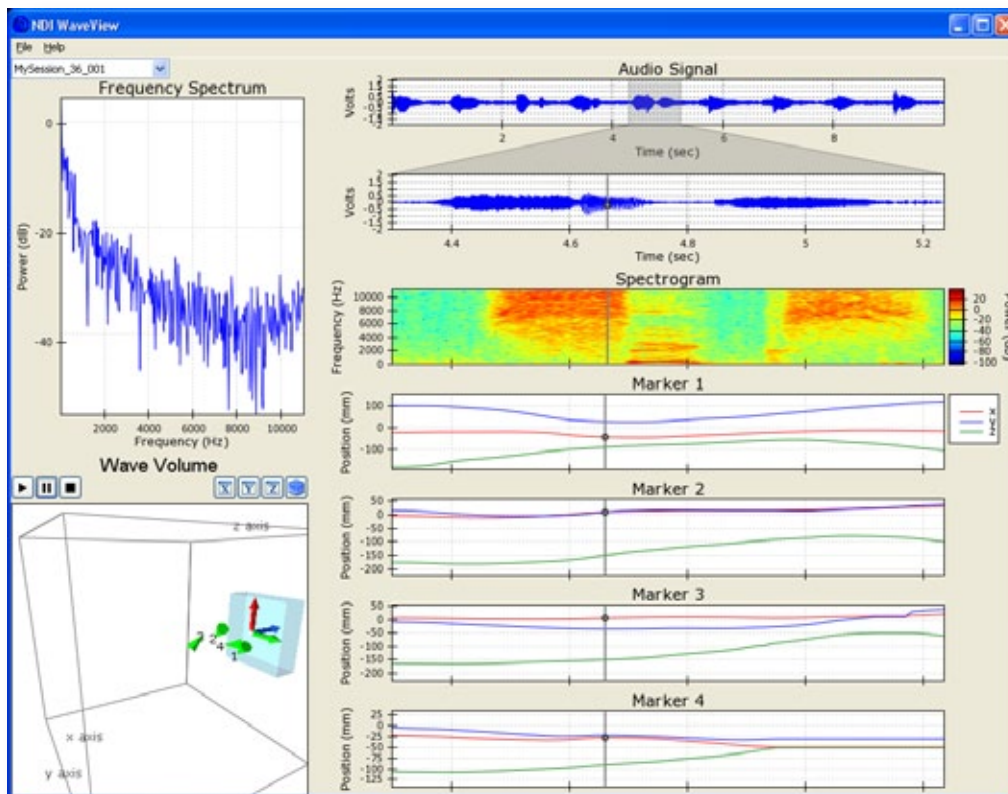 NDI WaveView
File Help
MySession_36_001
Frequency Spectrum
Power (dB)
0
-20
-40
2000 4000 6000 8000 10000
Frequency (Hz)
Wave Volume
X Y Z
z axis
3 2
4
1
x axis
y axis
Audio Signal
Volts
2 4 6 8
Time (sec)
Volts
4.4 4.6 4.8 5 5.2
Time (sec)
Spectrogram
Frequency (Hz)
10000
8000
6000
4000
2000
0
20
0
-20
-40
-60
-80
-100
Marker 1
Position (mm)
100
-100
Marker 2
Position (mm)
50
0
-50
-100
-150
-200
Marker 3
Position (mm)
50
0
-50
-100
-150
-200
Marker 4
Position (mm)
25
0
-25
-50
-75
-100
-125